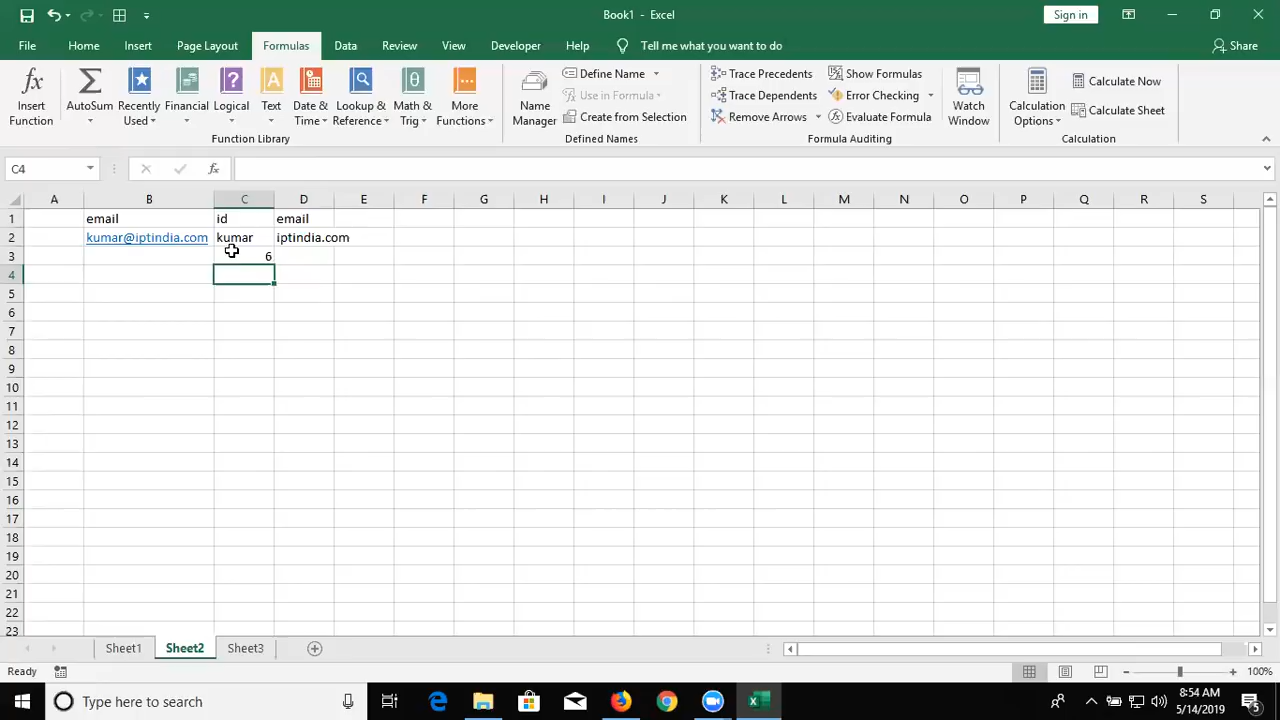 Book1 - Excel
Sign in
File Home Insert Page Layout Formulas Data Review View Developer Help Tell me what you want to do Share
Insert Function
AutoSum
Recently Used
Financial
Logical
Text
Date & Time
Lookup & Reference
Math & Trig
More Functions
Function Library
Name Manager
Define Name
Use in Formula
Create from Selection
Defined Names
Trace Precedents
Trace Dependents
Remove Arrows
Show Formulas
Error Checking
Evaluate Formula
Formula Auditing
Watch Window
Calculation Options
Calculate Now
Calculate Sheet
Calculation
C4
fx
A B C D E F G H I J K L M N O P Q R S
1 email id email
2 kumar@iptindia.com kumar iptindia.com
3 6
4
5
6
7
8
9
10
11
12
13
14
15
16
17
18
19
20
21
22
23
Sheet1 Sheet2 Sheet3
Ready 100%
Type here to search
8:54 AM
5/14/2019
5